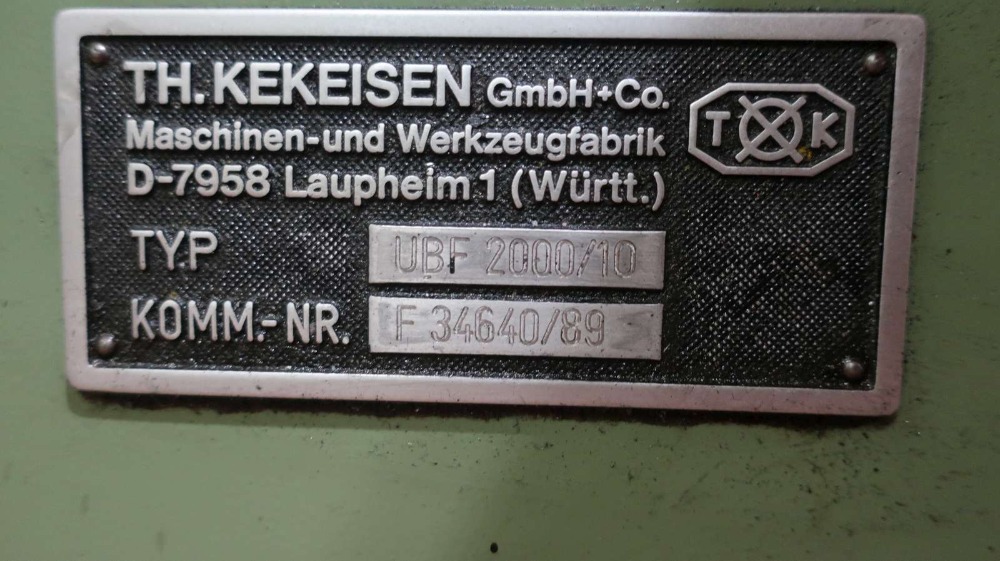 TH. KEKEISEN GmbH+Co.
Maschinen-und Werkzeugfabrik
D-7958 Laupheim 1 (Württ.)
T K
TYP UBF 2000/10
KOMM.-NR. F 34640/89